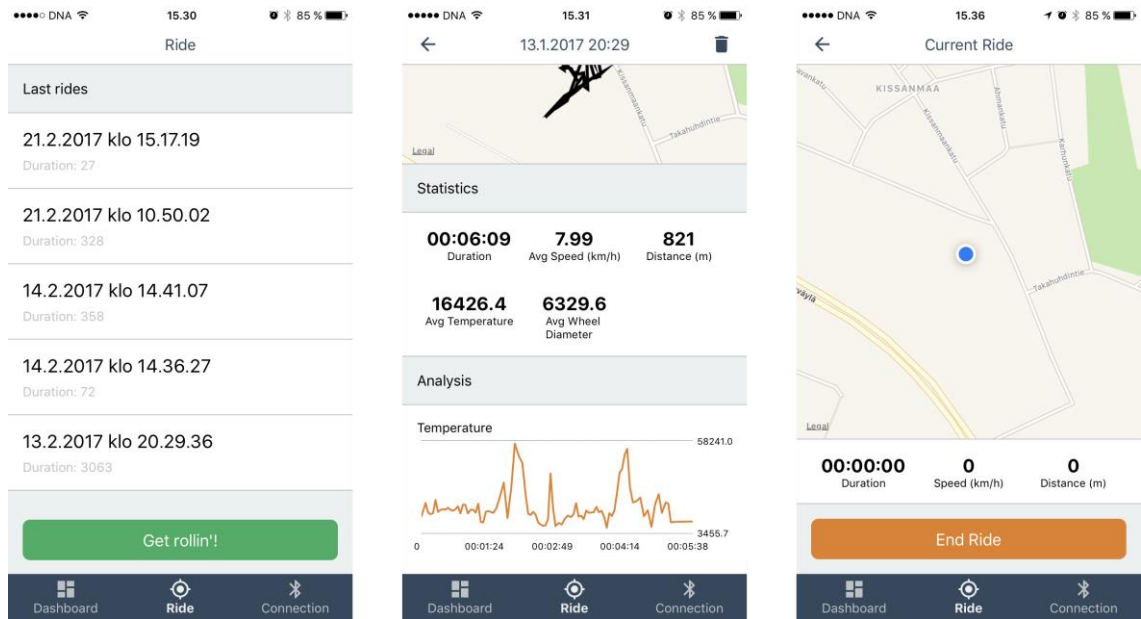 DNA 15.30 85 %
Ride
Last rides
21.2.2017 klo 15.17.19
Duration: 27
21.2.2017 klo 10.50.02
Duration: 328
14.2.2017 klo 14.41.07
Duration: 358
14.2.2017 klo 14.36.27
Duration: 72
13.2.2017 klo 20.29.36
Duration: 3063
Get rollin'!
Dashboard Ride Connection
DNA 15.31 85 %
13.1.2017 20:29
Kissanmaankatu
Takahuhdintie
Legal
Statistics
00:06:09 7.99 821
Duration Avg Speed (km/h) Distance (m)
16426.4 6329.6
Avg Temperature Avg Wheel
Diameter
Analysis
Temperature
58241.0
3455.7
0 00:01:24 00:02:49 00:04:14 00:05:38
Dashboard Ride Connection
DNA 15.36 85 %
Current Ride
KISSANMAA
Ahmankatu
Kissanmaankatu
Karhunkatu
Takahuhdintie
Legal
00:00:00 0 0
Duration Speed (km/h) Distance (m)
End Ride
Dashboard Ride Connection